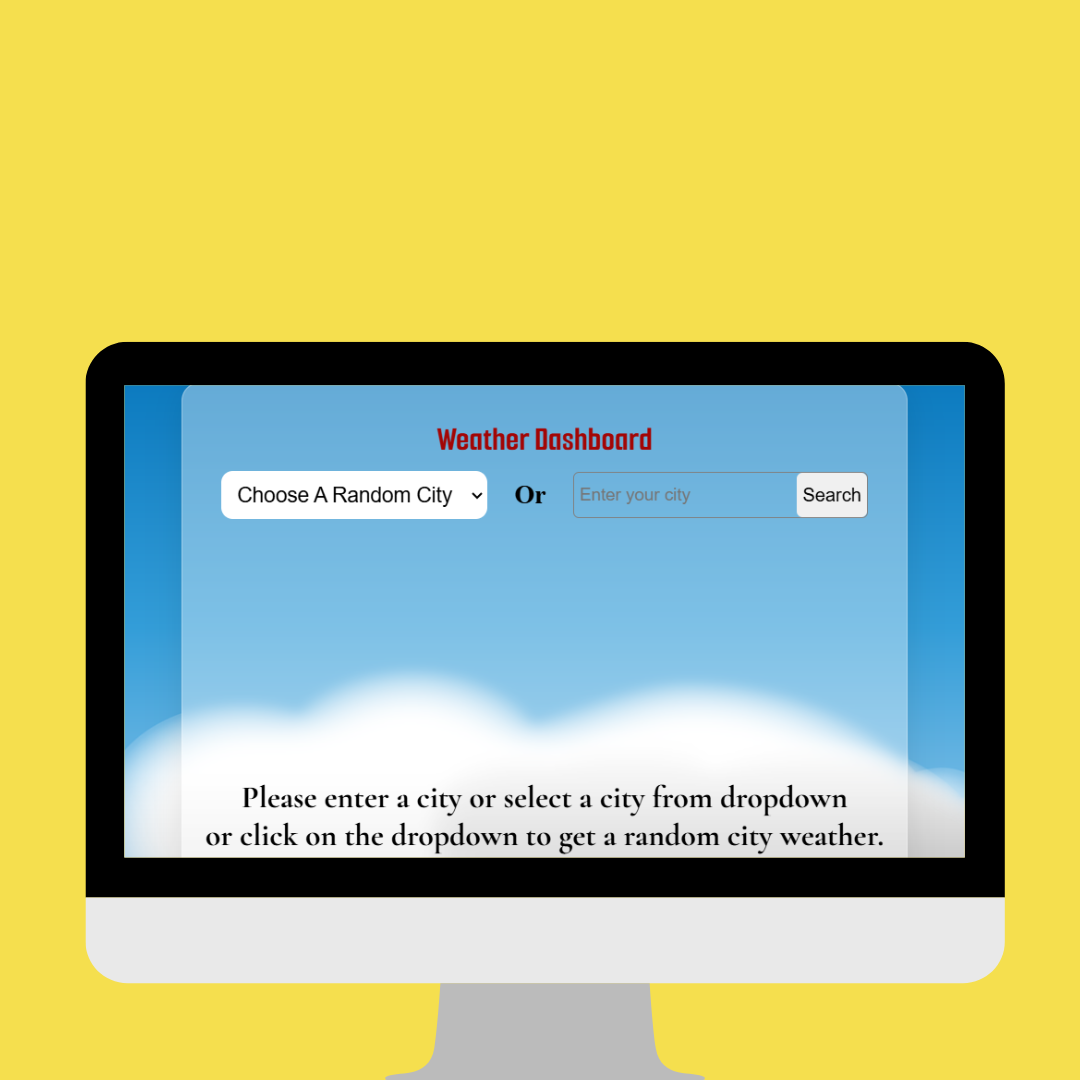 Weather Dashboard
Choose A Random City Or Enter your city Search
Please enter a city or select a city from dropdown
or click on the dropdown to get a random city weather.